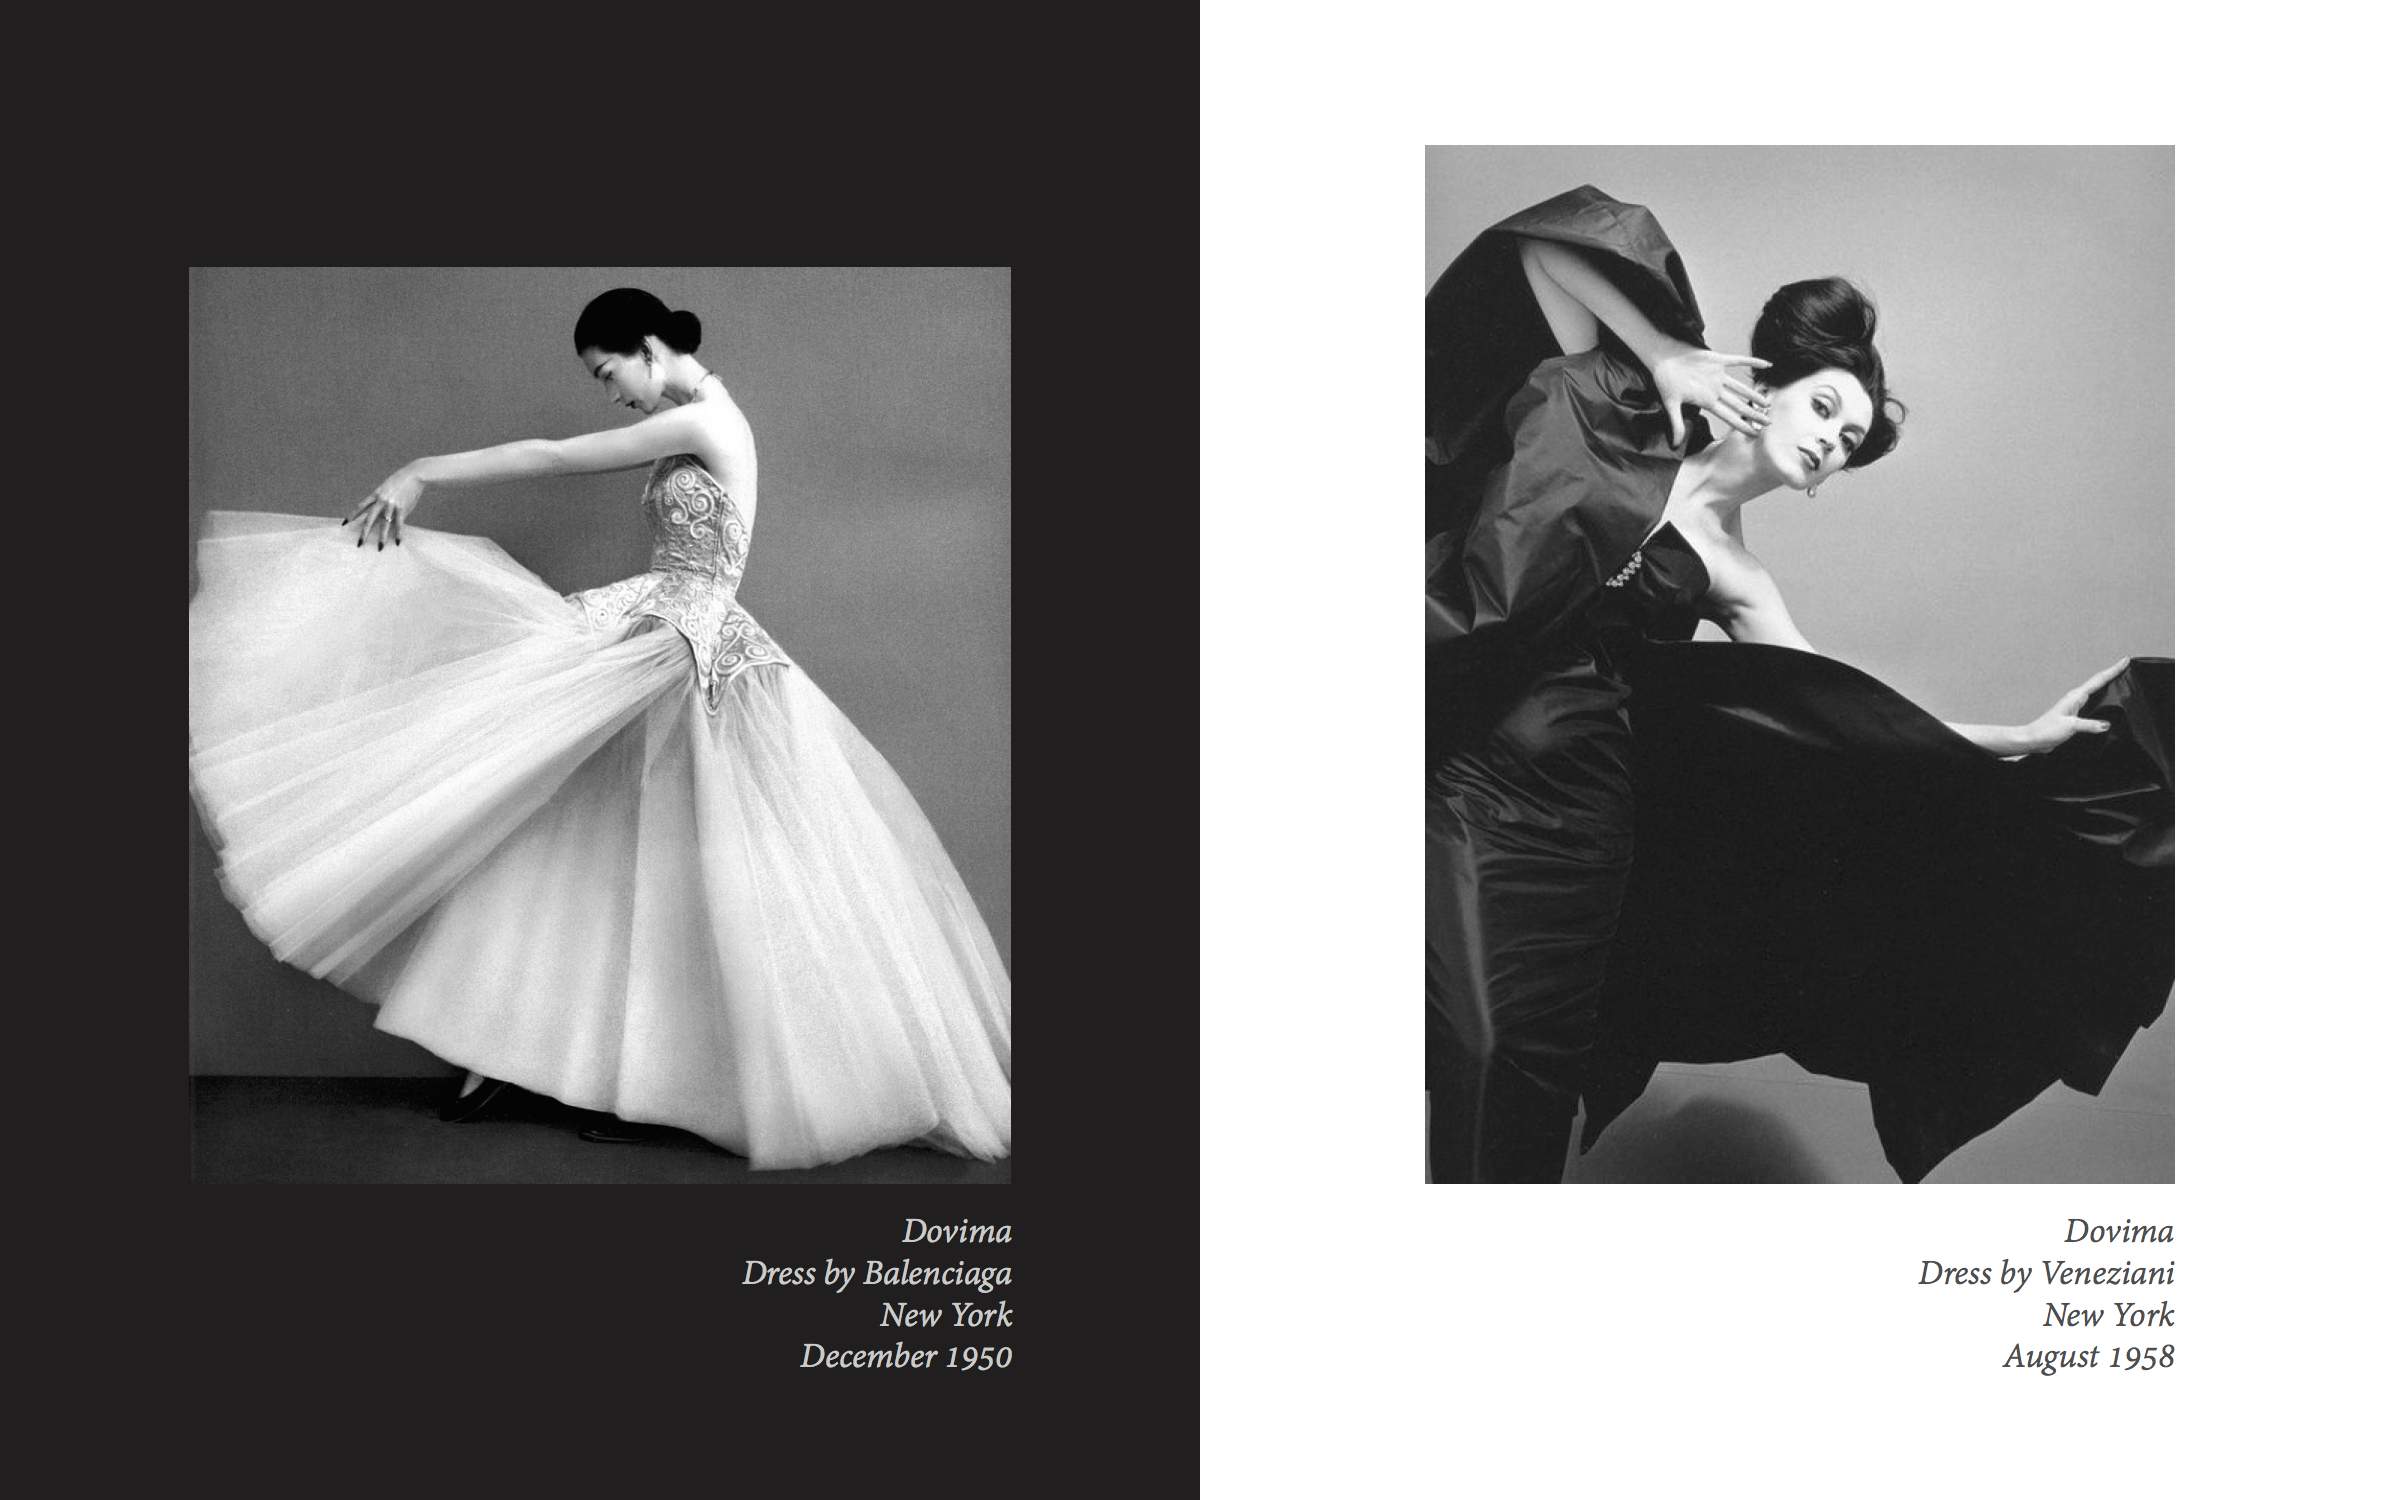 Dovima
Dress by Balenciaga
New York
December 1950
Dovima
Dress by Veneziani
New York
August 1958